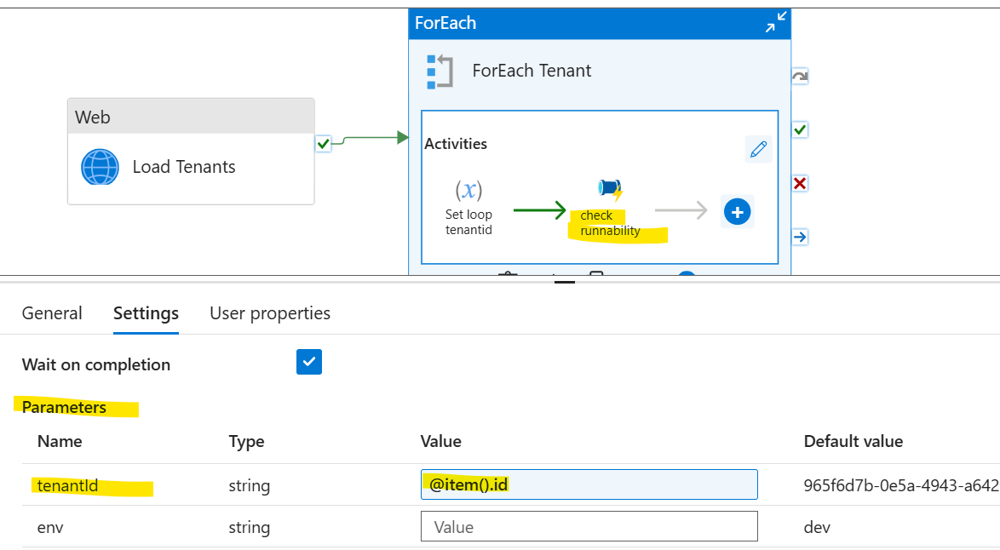 ForEach
ForEach Tenant
Web
Load Tenants
Activities
(x)
Set loop
tenantid
check
runnability
General
Settings
User properties
Wait on completion
Parameters
Name Type Value Default value
tenantId string @item().id 965f6d7b-0e5a-4943-a642
env string Value dev